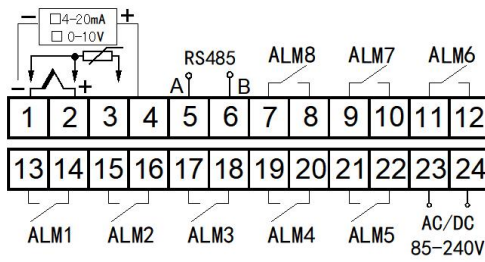 − □4-20mA +
□ 0-10V
RS485 ALM8 ALM7 ALM6
− + A B
1 2 3 4 5 6 7 8 9 10 11 12
13 14 15 16 17 18 19 20 21 22 23 24
ALM1 ALM2 ALM3 ALM4 ALM5 AC/DC
85-240V